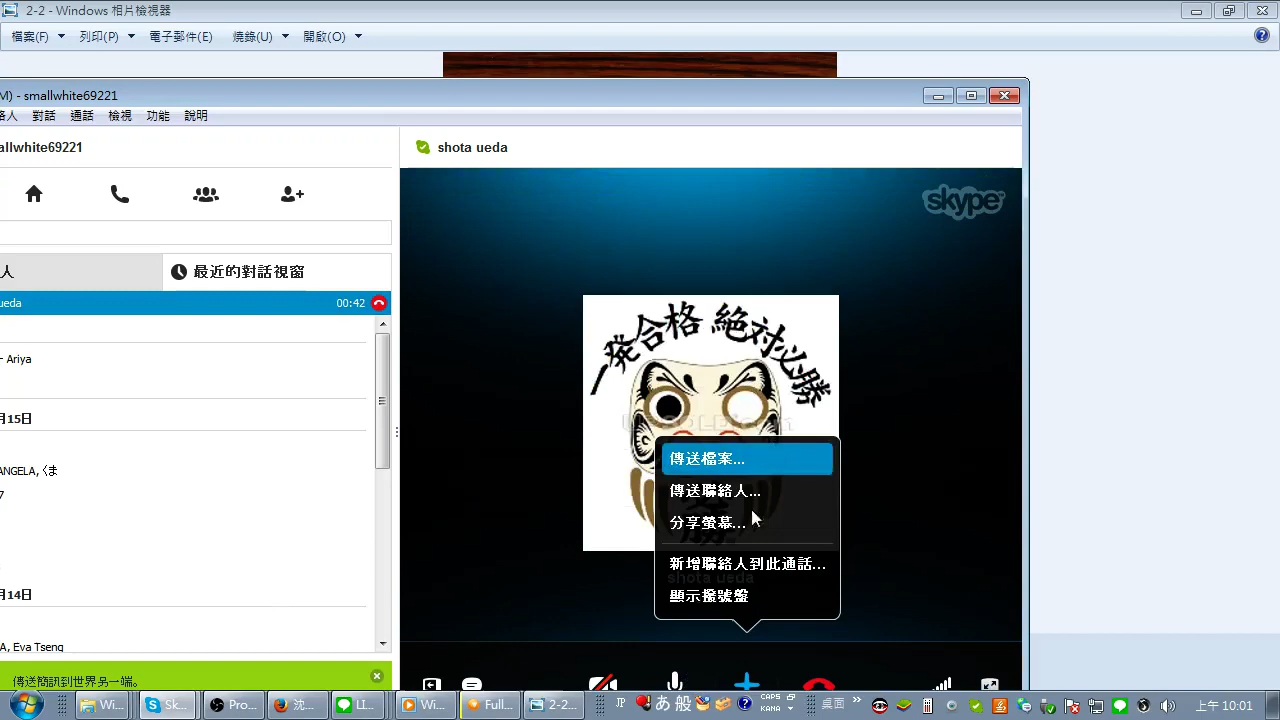 2-2 - Windows 相片檢視器
檔案(F) 列印(P) 電子郵件(E) 燒錄(U) 開啟(O)
M) - smallwhite69221
絡人 對話 通話 檢視 功能 說明
allwhite69221
shota ueda
skype
人
最近的對話視窗
ueda 00:42
一発合格 絶対必勝
Ariya
月15日
傳送檔案...
ANGELA, くま
傳送聯絡人...
7
分享螢幕...
新增聯絡人到此通話...
shota ueda
月14日
顯示撥號盤
A, Eva Tseng
傳送簡訊到世界另一端。
Wi... Sk... Pro... LI... Wi... Full... 2-2... JP あ 般 CAPS KANA 桌面 上午 10:01